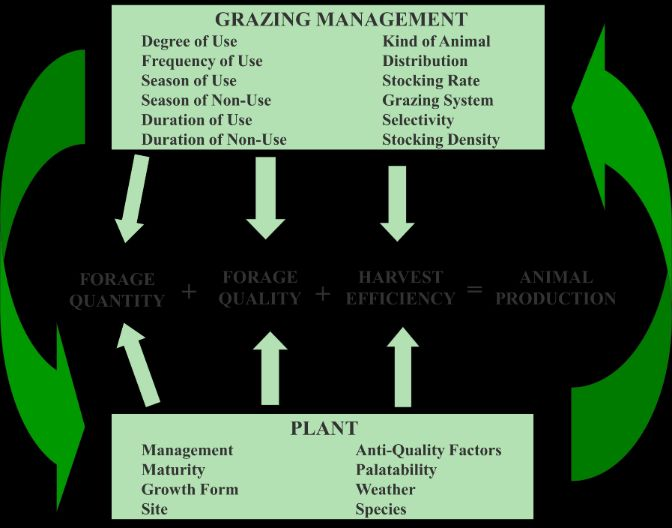 GRAZING MANAGEMENT
Degree of Use
Frequency of Use
Season of Use
Season of Non-Use
Duration of Use
Duration of Non-Use
Kind of Animal
Distribution
Stocking Rate
Grazing System
Selectivity
Stocking Density
FORAGE
QUANTITY
+
FORAGE
QUALITY
+
HARVEST
EFFICIENCY
=
ANIMAL
PRODUCTION
PLANT
Management
Maturity
Growth Form
Site
Anti-Quality Factors
Palatability
Weather
Species